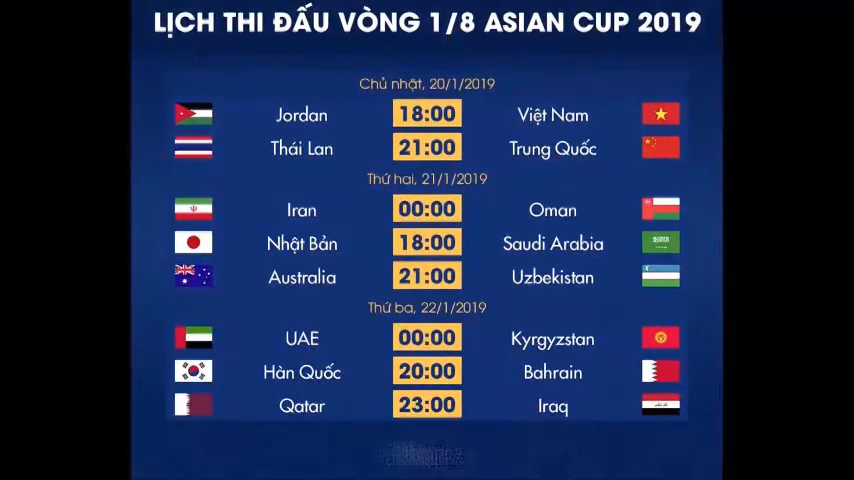 LỊCH THI ĐẤU VÒNG 1/8 ASIAN CUP 2019
Chủ nhật, 20/1/2019
Jordan 18:00 Việt Nam
Thái Lan 21:00 Trung Quốc
Thứ hai, 21/1/2019
Iran 00:00 Oman
Nhật Bản 18:00 Saudi Arabia
Australia 21:00 Uzbekistan
Thứ ba, 22/1/2019
UAE 00:00 Kyrgyzstan
Hàn Quốc 20:00 Bahrain
Qatar 23:00 Iraq